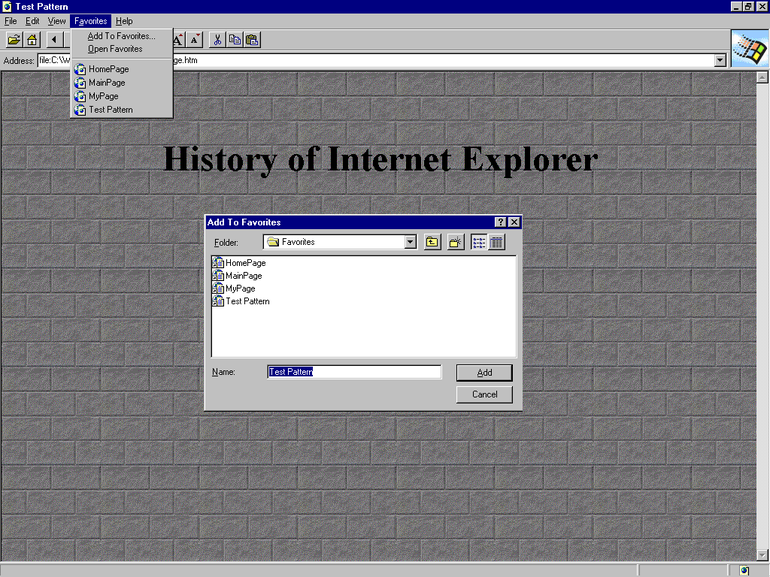 Test Pattern
File Edit View Favorites Help
Add To Favorites...
Open Favorites
HomePage
MainPage
MyPage
Test Pattern
A A
Address: file:C:\W ge.htm
History of Internet Explorer
Add To Favorites
Folder: Favorites
HomePage
MainPage
MyPage
Test Pattern
Name: Test Pattern
Add
Cancel